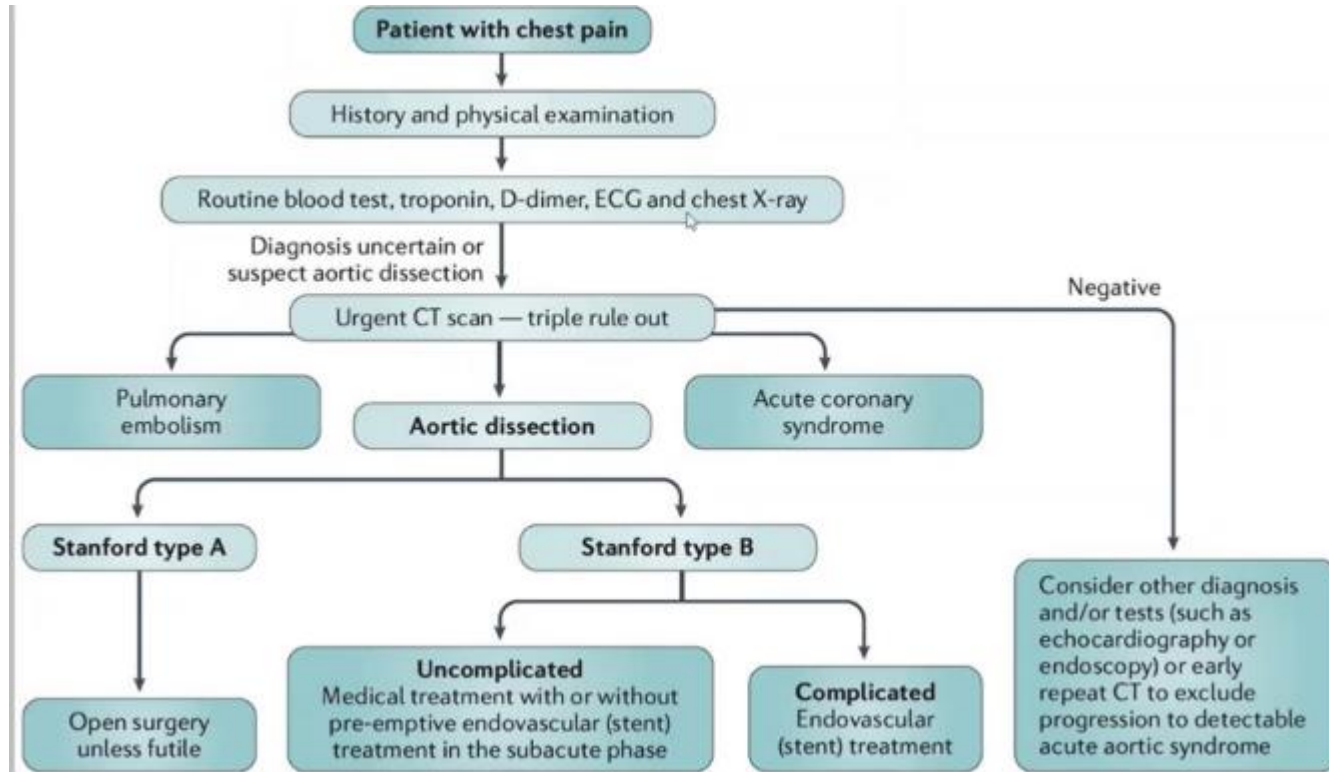 Patient with chest pain
History and physical examination
Routine blood test, troponin, D-dimer, ECG and chest X-ray
Diagnosis uncertain or
suspect aortic dissection
Negative
Urgent CT scan — triple rule out
Pulmonary
embolism
Aortic dissection
Acute coronary
syndrome
Stanford type A
Stanford type B
Open surgery
unless futile
Uncomplicated
Medical treatment with or without
pre-emptive endovascular (stent)
treatment in the subacute phase
Complicated
Endovascular
(stent) treatment
Consider other diagnosis
and/or tests (such as
echocardiography or
endoscopy) or early
repeat CT to exclude
progression to detectable
acute aortic syndrome